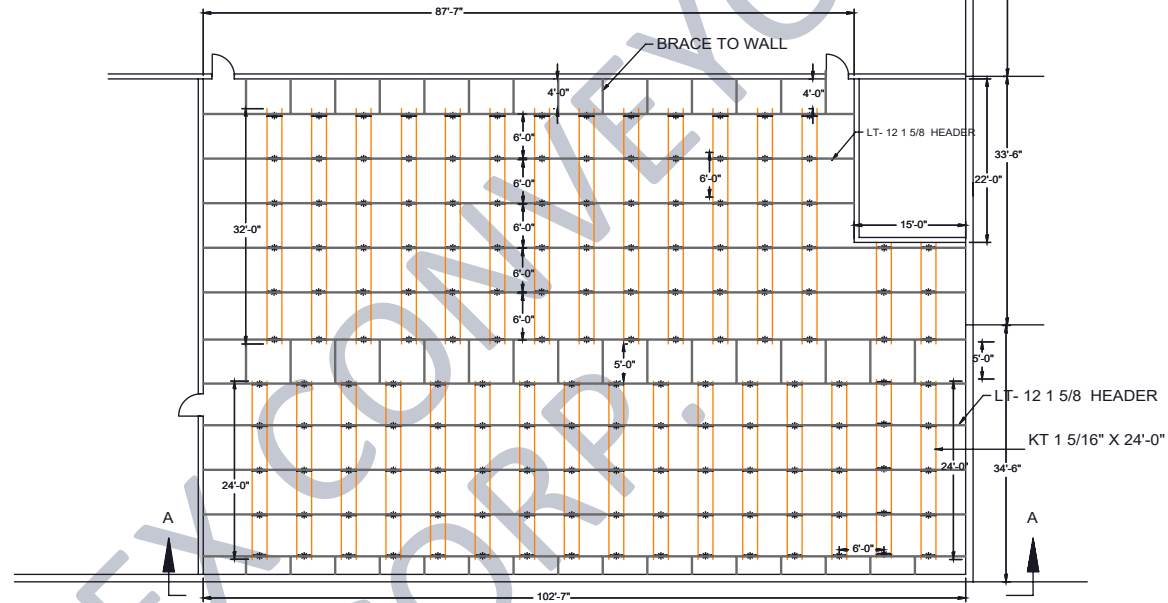 87'-7"
BRACE TO WALL
4'-0"
4'-0"
LT- 12 1 5/8 HEADER
6'-0"
33'-6"
6'-0"
6'-0"
22'-0"
6'-0"
15'-0"
32'-0"
6'-0"
6'-0"
5'-0"
5'-0"
LT- 12 1 5/8 HEADER
KT 1 5/16" X 24'-0"
24'-0"
24'-0"
34'-6"
A
A
6'-0"
102'-7"
EX CONVEYO
CORP.